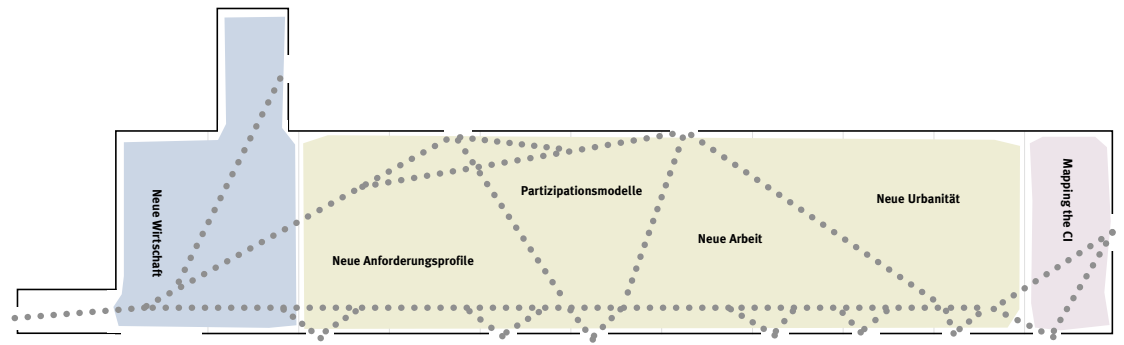 Neue Wirtschaft
Neue Anforderungsprofile
Partizipationsmodelle
Neue Arbeit
Neue Urbanität
Mapping the CI